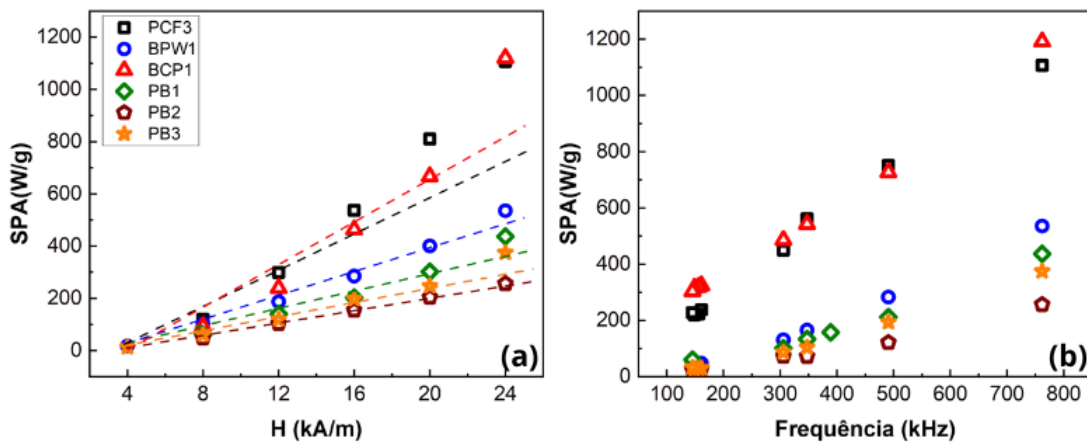 1200
1000
800
600
400
200
0
SPA(W/g)
PCF3
BPW1
BCP1
PB1
PB2
PB3
(a)
4 8 12 16 20 24
H (kA/m)
1200
1000
800
600
400
200
0
SPA(W/g)
(b)
100 200 300 400 500 600 700 800
Frequência (kHz)